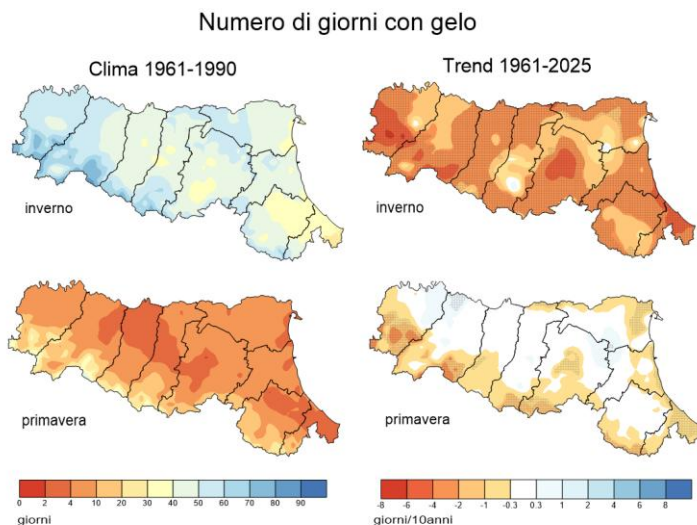 Numero di giorni con gelo
Clima 1961-1990
Trend 1961-2025
inverno
inverno
primavera
primavera
0 2 4 10 20 30 40 50 60 70 80 90
giorni
-8 -6 -4 -2 -1 -0.3 0.3 1 2 4 6 8
giorni/10anni